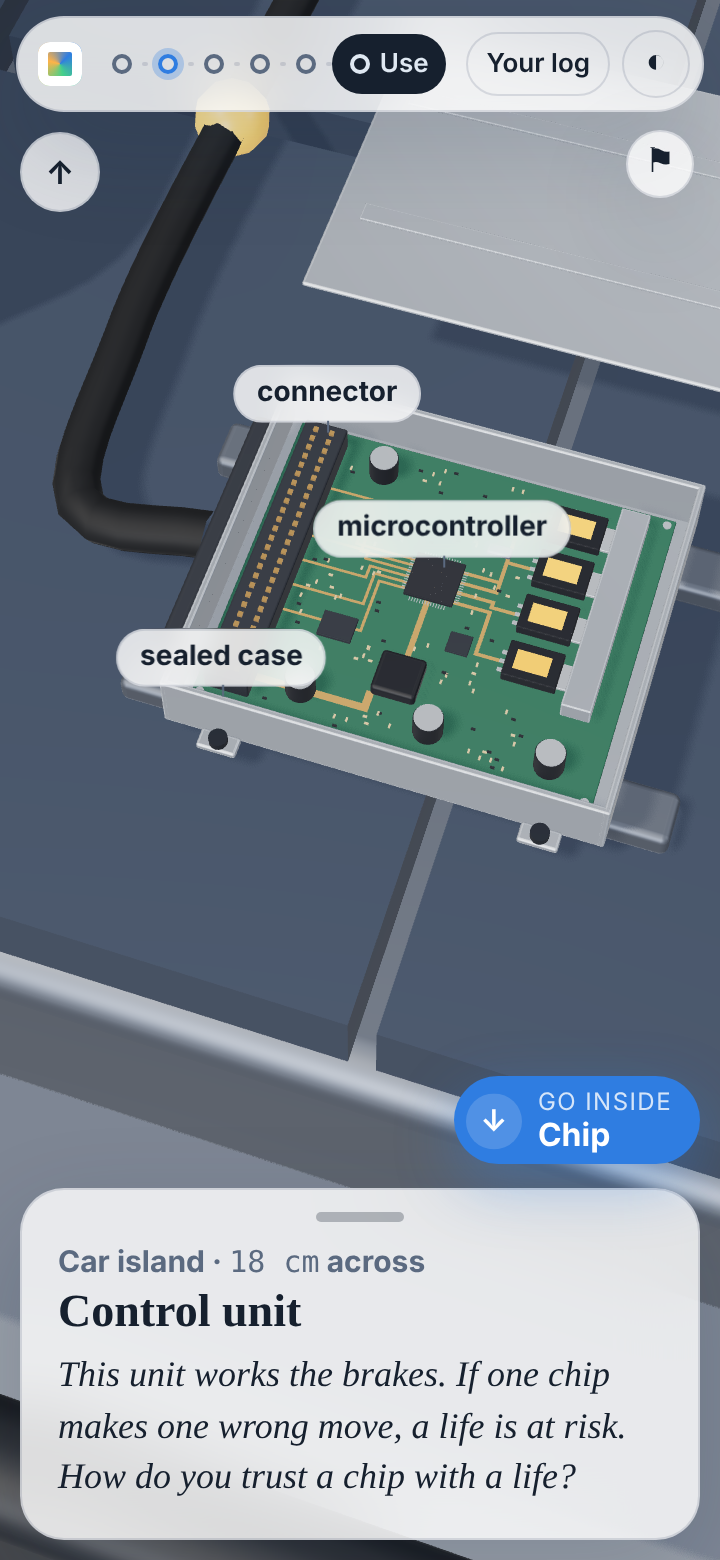 Use
Your log
connector
microcontroller
sealed case
GO INSIDE
Chip
Car island · 18 cm across
Control unit
This unit works the brakes. If one chip
makes one wrong move, a life is at risk.
How do you trust a chip with a life?